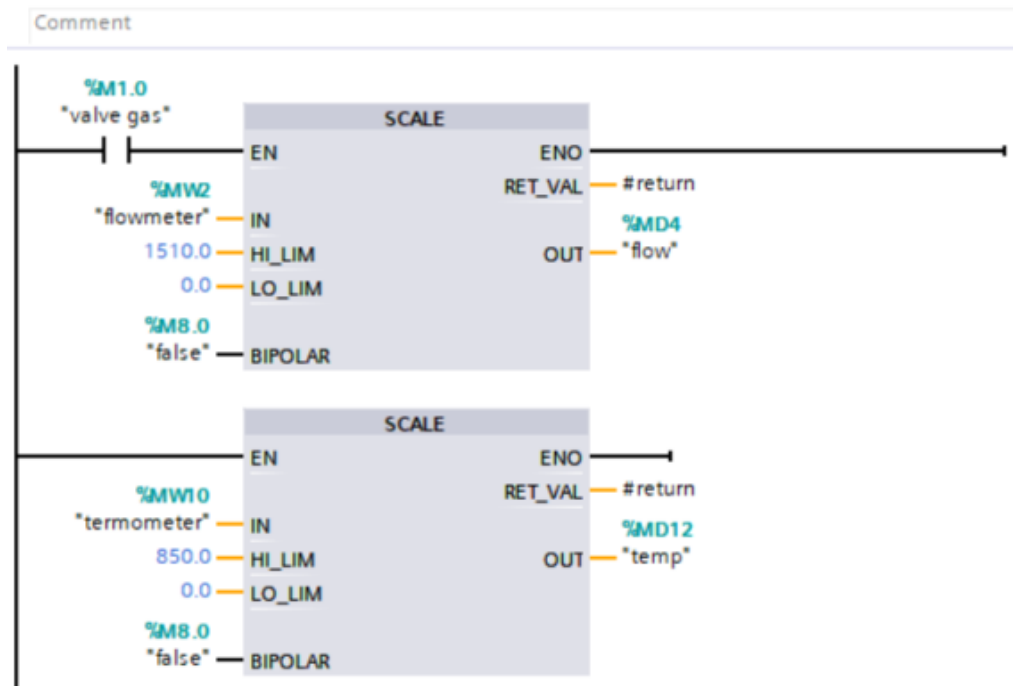 Comment
%M1.0
"valve gas"
SCALE
EN
ENO
RET_VAL
#return
%MW2
"flowmeter"
IN
%MD4
1510.0
HI_LIM
OUT
"flow"
0.0
LO_LIM
%M8.0
"false"
BIPOLAR
SCALE
EN
ENO
RET_VAL
#return
%MW10
"termometer"
IN
%MD12
850.0
HI_LIM
OUT
"temp"
0.0
LO_LIM
%M8.0
"false"
BIPOLAR